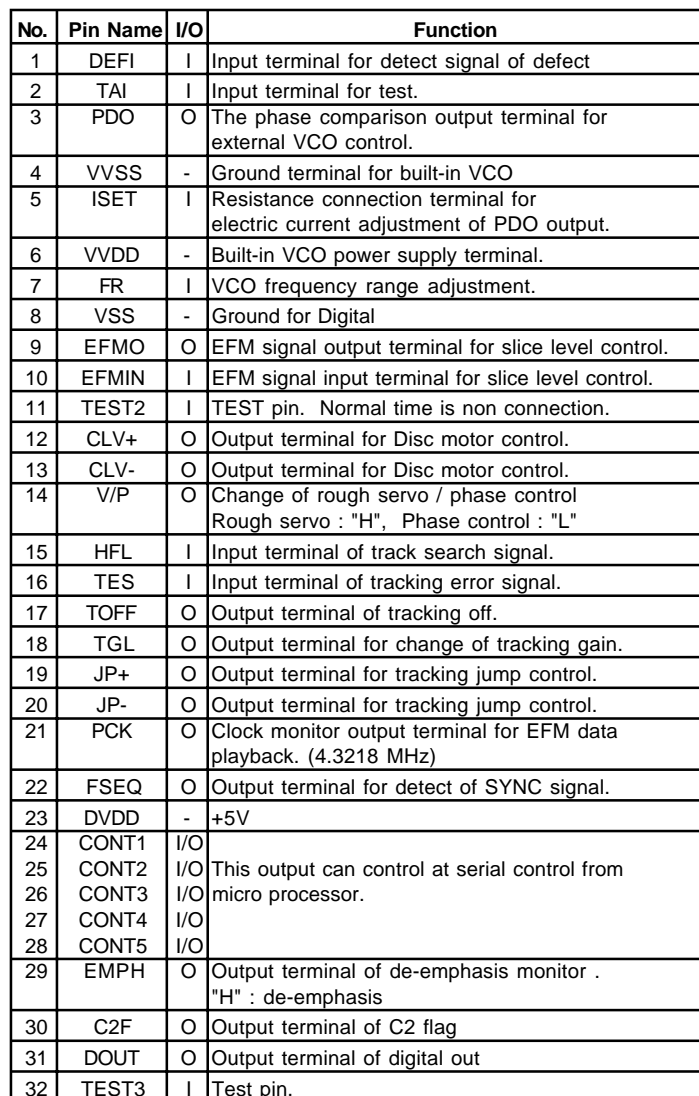 No. Pin Name I/O Function
1 DEFI I Input terminal for detect signal of defect
2 TAI I Input terminal for test.
3 PDO O The phase comparison output terminal for
external VCO control.
4 VVSS - Ground terminal for built-in VCO
5 ISET I Resistance connection terminal for
electric current adjustment of PDO output.
6 VVDD - Built-in VCO power supply terminal.
7 FR I VCO frequency range adjustment.
8 VSS - Ground for Digital
9 EFMO O EFM signal output terminal for slice level control.
10 EFMIN I EFM signal input terminal for slice level control.
11 TEST2 I TEST pin. Normal time is non connection.
12 CLV+ O Output terminal for Disc motor control.
13 CLV- O Output terminal for Disc motor control.
14 V/P O Change of rough servo / phase control
Rough servo : "H", Phase control : "L"
15 HFL I Input terminal of track search signal.
16 TES I Input terminal of tracking error signal.
17 TOFF O Output terminal of tracking off.
18 TGL O Output terminal for change of tracking gain.
19 JP+ O Output terminal for tracking jump control.
20 JP- O Output terminal for tracking jump control.
21 PCK O Clock monitor output terminal for EFM data
playback. (4.3218 MHz)
22 FSEQ O Output terminal for detect of SYNC signal.
23 DVDD - +5V
24 CONT1 I/O
25 CONT2 I/O This output can control at serial control from
26 CONT3 I/O micro processor.
27 CONT4 I/O
28 CONT5 I/O
29 EMPH O Output terminal of de-emphasis monitor .
"H" : de-emphasis
30 C2F O Output terminal of C2 flag
31 DOUT O Output terminal of digital out
32 TEST3 I Test pin.